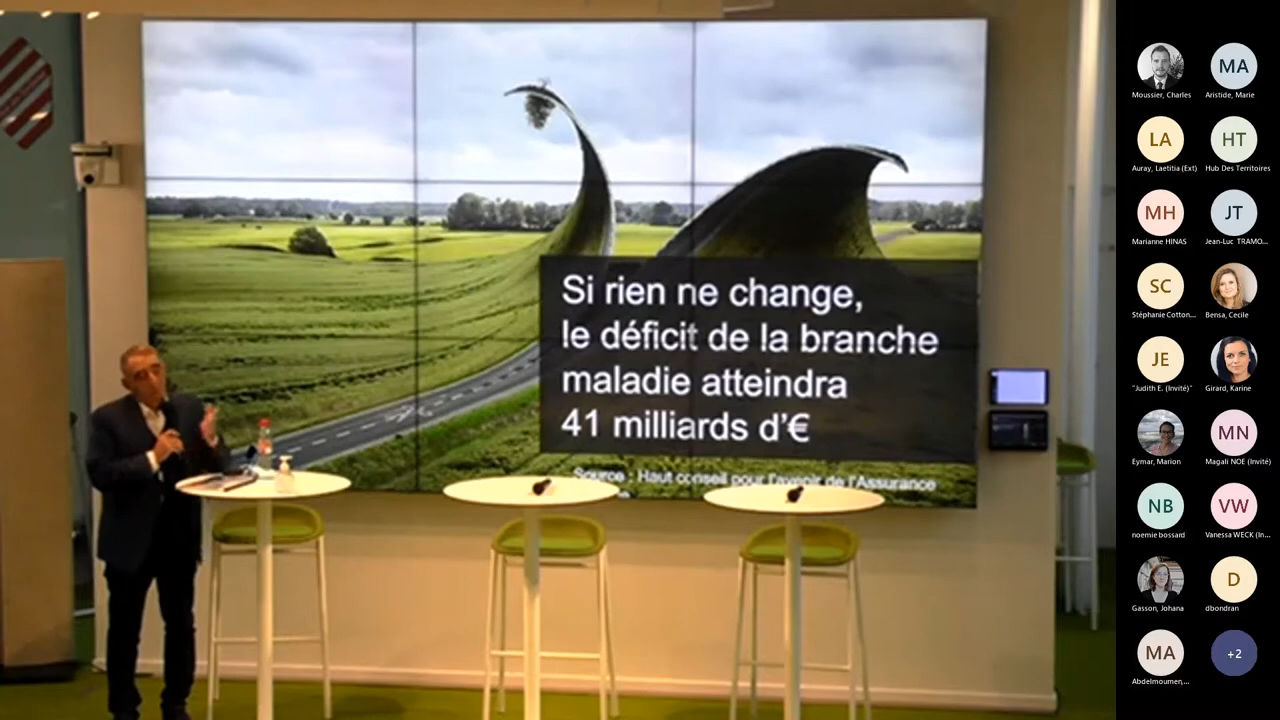 Si rien ne change,
le déficit de la branche
maladie atteindra
41 milliards d'€
Source : Haut conseil pour l'avenir de l'Assurance
Moussier, Charles
MA
Aristide, Marie
LA
Auray, Laetitia (Ext)
HT
Hub Des Territoires
MH
Marianne HINAS
JT
Jean-Luc TRAMO...
SC
Stéphanie Cotton...
Bensa, Cecile
JE
"Judith E. (Invité)"
Girard, Karine
Eymar, Marion
MN
Magali NOE (Invité)
NB
noemie bossard
VW
Vanessa WECK (In...
Gasson, Johana
D
dbondran
MA
Abdelmoumen,...
+2